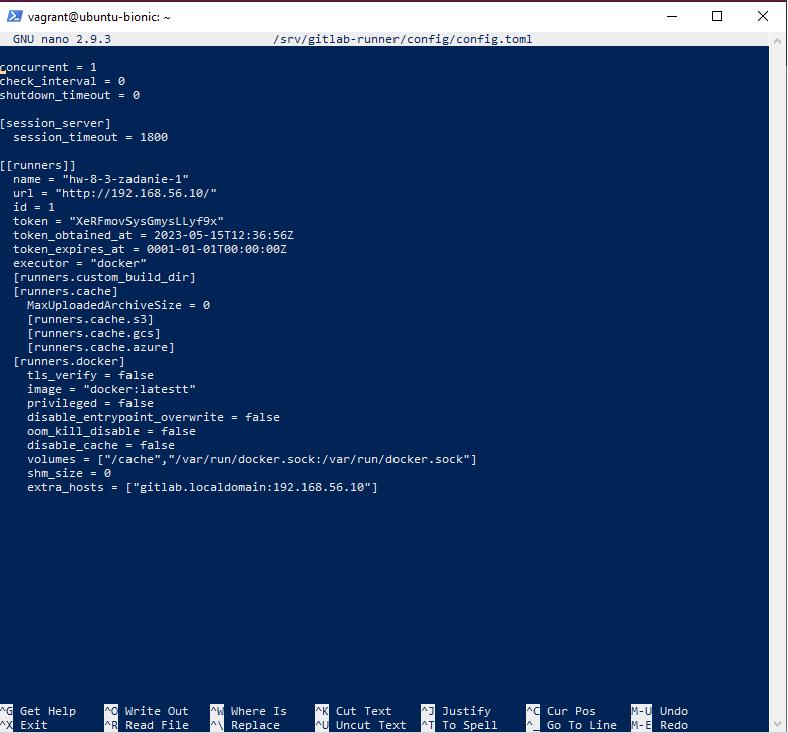 vagrant@ubuntu-bionic: ~
GNU nano 2.9.3 /srv/gitlab-runner/config/config.toml
concurrent = 1
check_interval = 0
shutdown_timeout = 0
[session_server]
session_timeout = 1800
[[runners]]
name = "hw-8-3-zadanie-1"
url = "http://192.168.56.10/"
id = 1
token = "XeRFmovSysGmysLLyf9x"
token_obtained_at = 2023-05-15T12:36:56Z
token_expires_at = 0001-01-01T00:00:00Z
executor = "docker"
[runners.custom_build_dir]
[runners.cache]
MaxUploadedArchiveSize = 0
[runners.cache.s3]
[runners.cache.gcs]
[runners.cache.azure]
[runners.docker]
tls_verify = false
image = "docker:latestt"
privileged = false
disable_entrypoint_overwrite = false
oom_kill_disable = false
disable_cache = false
volumes = ["/cache","/var/run/docker.sock:/var/run/docker.sock"]
shm_size = 0
extra_hosts = ["gitlab.localdomain:192.168.56.10"]
^G Get Help ^O Write Out ^W Where Is ^K Cut Text ^J Justify ^C Cur Pos M-U Undo
^X Exit ^R Read File ^\ Replace ^U Uncut Text ^T To Spell ^_ Go To Line M-E Redo